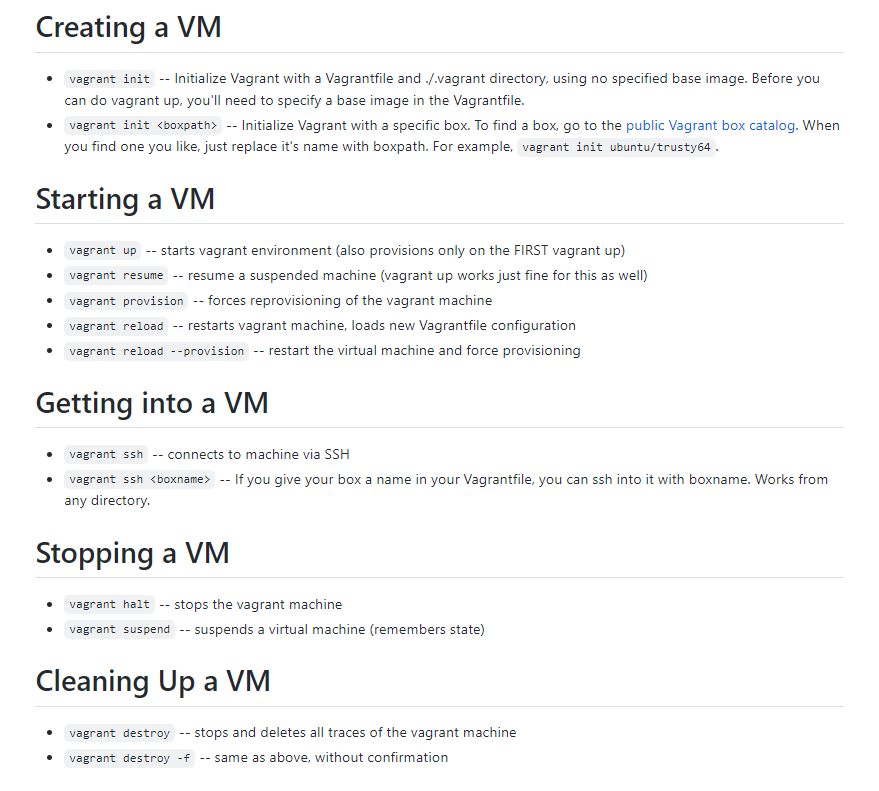 Creating a VM
• vagrant init -- Initialize Vagrant with a Vagrantfile and ./.vagrant directory, using no specified base image. Before you
can do vagrant up, you'll need to specify a base image in the Vagrantfile.
• vagrant init <boxpath> -- Initialize Vagrant with a specific box. To find a box, go to the public Vagrant box catalog. When
you find one you like, just replace it's name with boxpath. For example, vagrant init ubuntu/trusty64 .
Starting a VM
• vagrant up -- starts vagrant environment (also provisions only on the FIRST vagrant up)
• vagrant resume -- resume a suspended machine (vagrant up works just fine for this as well)
• vagrant provision -- forces reprovisioning of the vagrant machine
• vagrant reload -- restarts vagrant machine, loads new Vagrantfile configuration
• vagrant reload --provision -- restart the virtual machine and force provisioning
Getting into a VM
• vagrant ssh -- connects to machine via SSH
• vagrant ssh <boxname> -- If you give your box a name in your Vagrantfile, you can ssh into it with boxname. Works from
any directory.
Stopping a VM
• vagrant halt -- stops the vagrant machine
• vagrant suspend -- suspends a virtual machine (remembers state)
Cleaning Up a VM
• vagrant destroy -- stops and deletes all traces of the vagrant machine
• vagrant destroy -f -- same as above, without confirmation